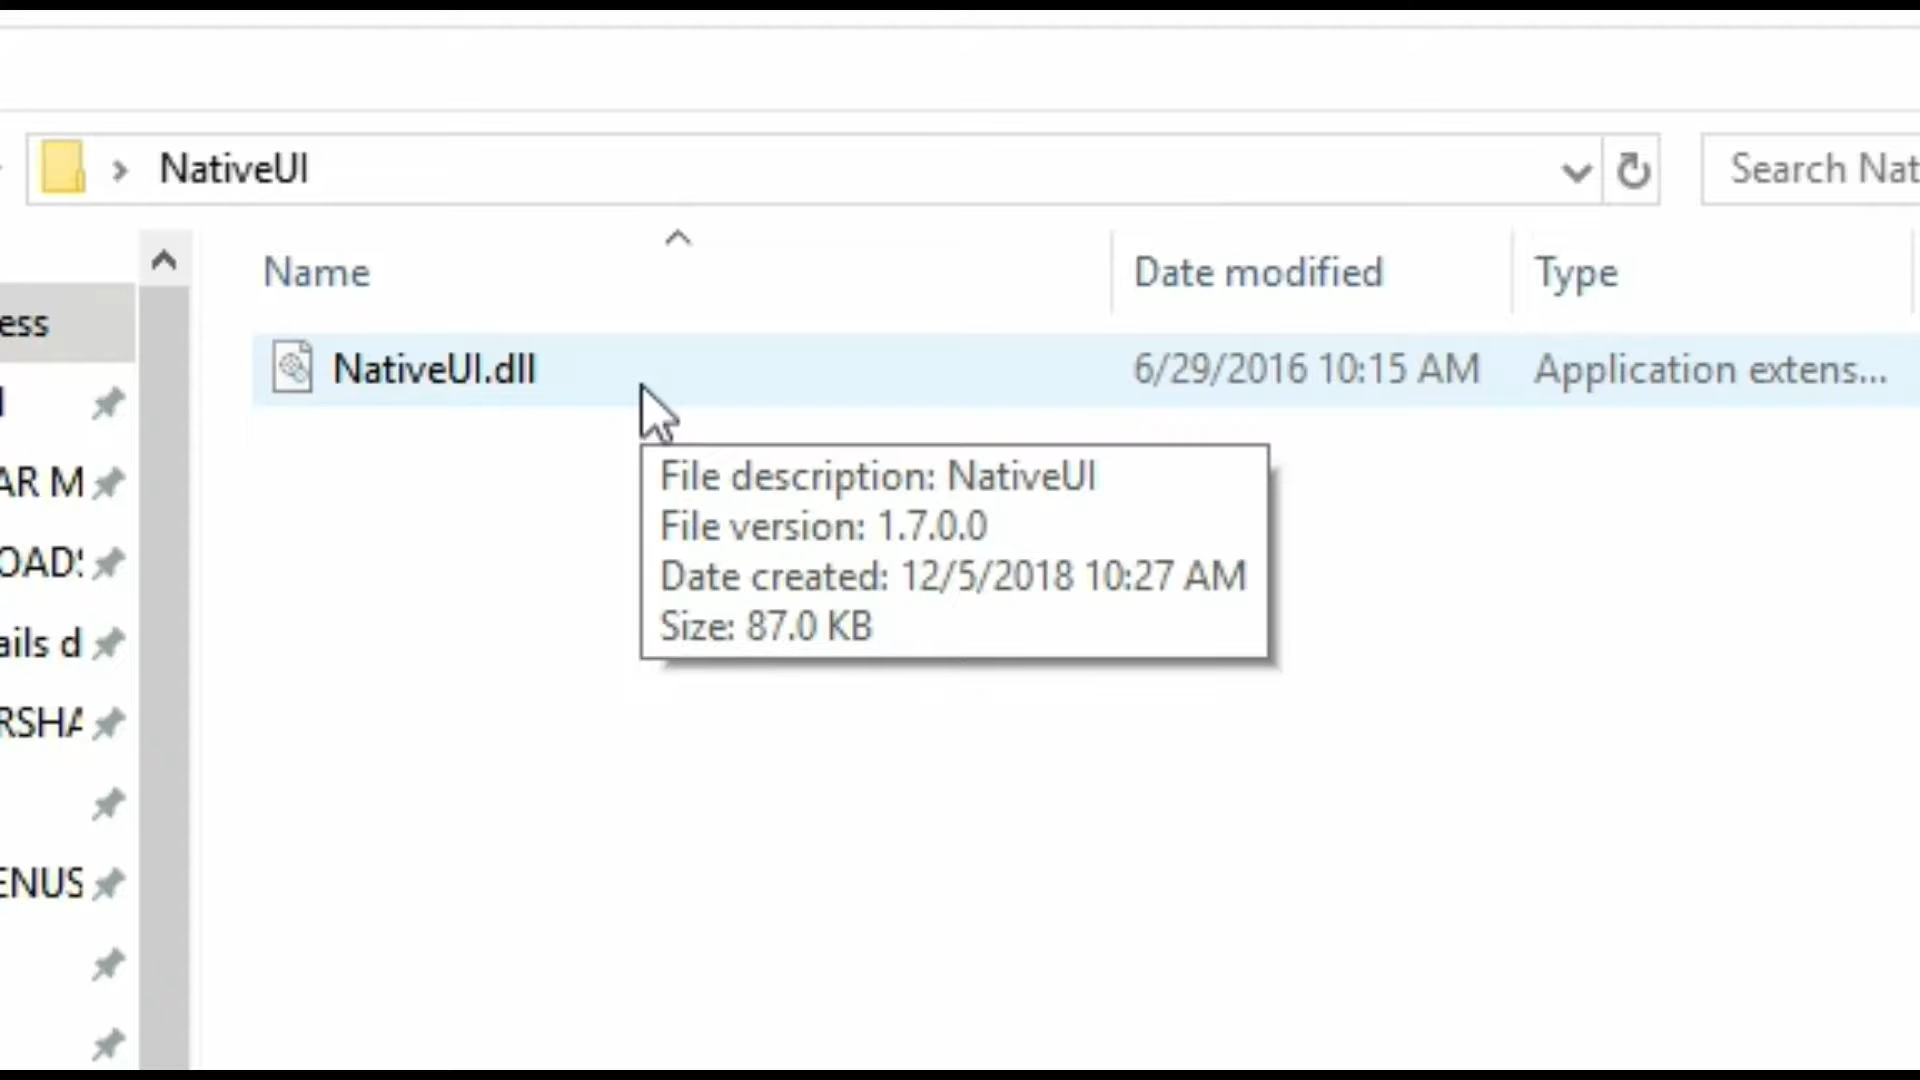 NativeUI
Search Nat
Name
Date modified
Type
ess
NativeUI.dll
6/29/2016 10:15 AM
Application extens...
AR M
File description: NativeUI
File version: 1.7.0.0
OADS
Date created: 12/5/2018 10:27 AM
Size: 87.0 KB
ails d
RSHA
ENUS